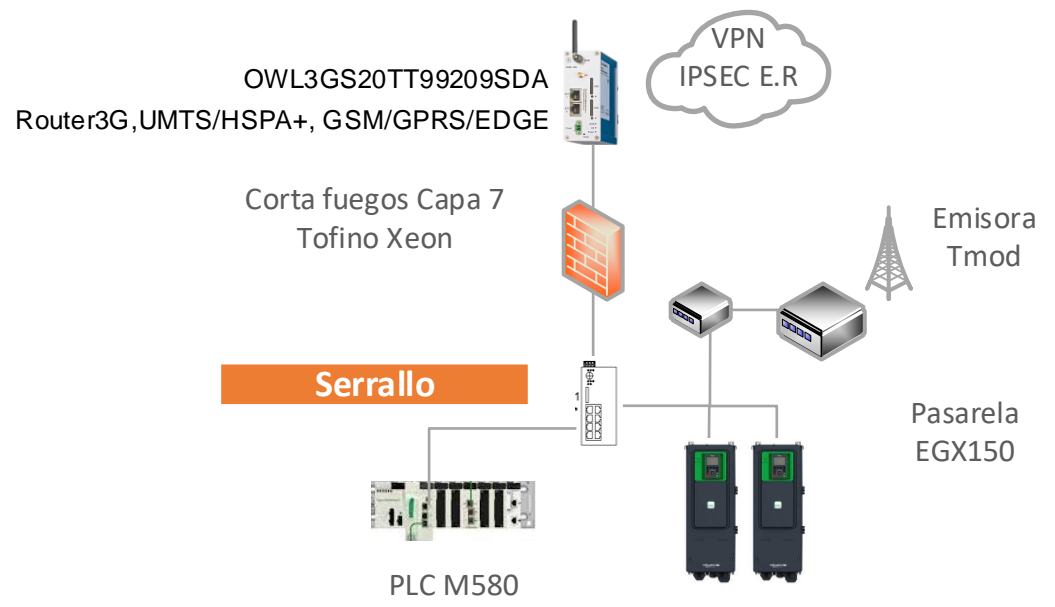 VPN
IPSEC E.R
OWL3GS20TT99209SDA
Router3G,UMTS/HSPA+, GSM/GPRS/EDGE
Corta fuegos Capa 7
Tofino Xeon
Emisora
Tmod
Serrallo
Pasarela
EGX150
PLC M580